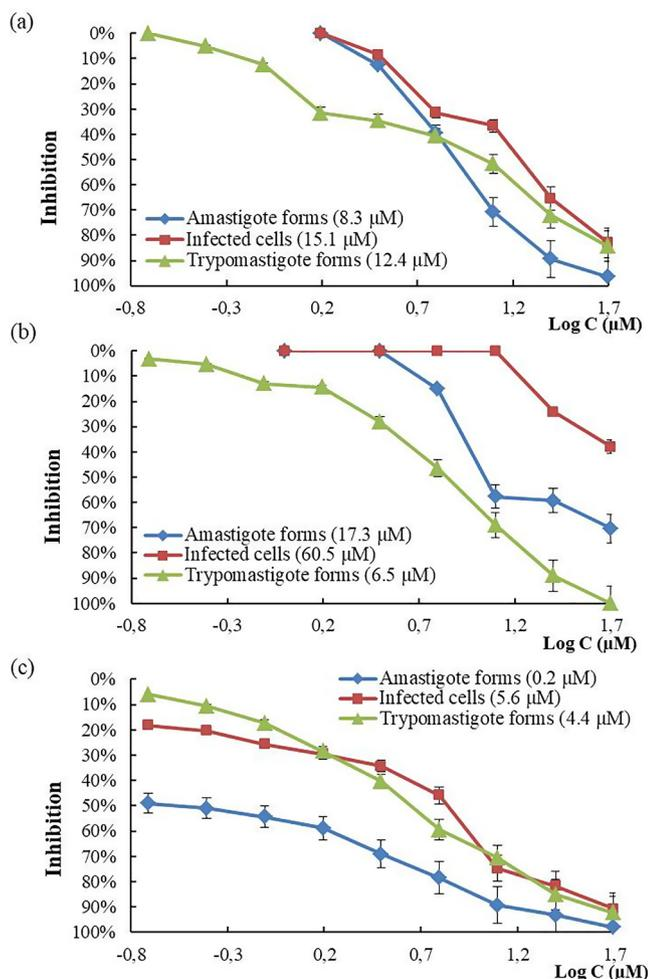 (a)
0%
10%
20%
30%
40%
50%
60%
70%
80%
90%
100%
Inhibition
Amastigote forms (8.3 µM)
Infected cells (15.1 µM)
Trypomastigote forms (12.4 µM)
-0,8 -0,3 0,2 0,7 1,2 1,7
Log C (µM)
(b)
0%
10%
20%
30%
40%
50%
60%
70%
80%
90%
100%
Inhibition
Amastigote forms (17.3 µM)
Infected cells (60.5 µM)
Trypomastigote forms (6.5 µM)
-0,8 -0,3 0,2 0,7 1,2 1,7
Log C (µM)
(c)
0%
10%
20%
30%
40%
50%
60%
70%
80%
90%
100%
Inhibition
Amastigote forms (0.2 µM)
Infected cells (5.6 µM)
Trypomastigote forms (4.4 µM)
-0,8 -0,3 0,2 0,7 1,2 1,7
Log C (µM)